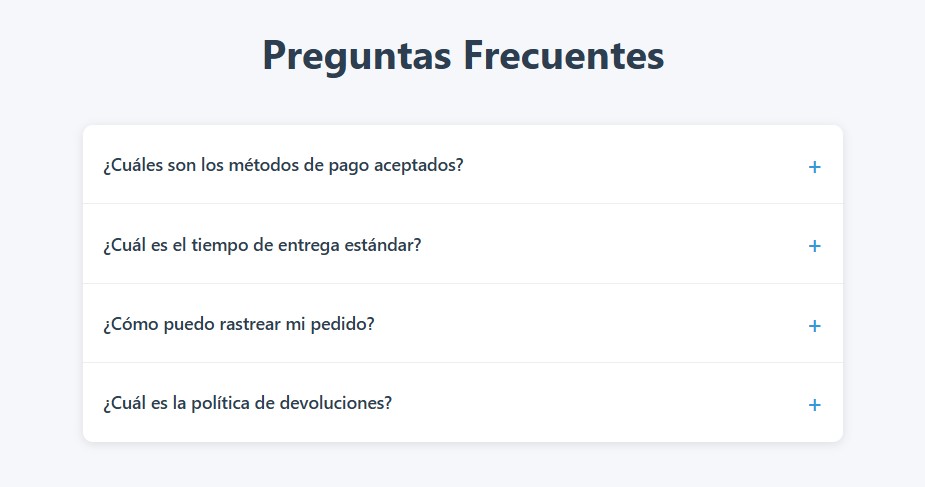 Preguntas Frecuentes
¿Cuáles son los métodos de pago aceptados? +
¿Cuál es el tiempo de entrega estándar? +
¿Cómo puedo rastrear mi pedido? +
¿Cuál es la política de devoluciones? +